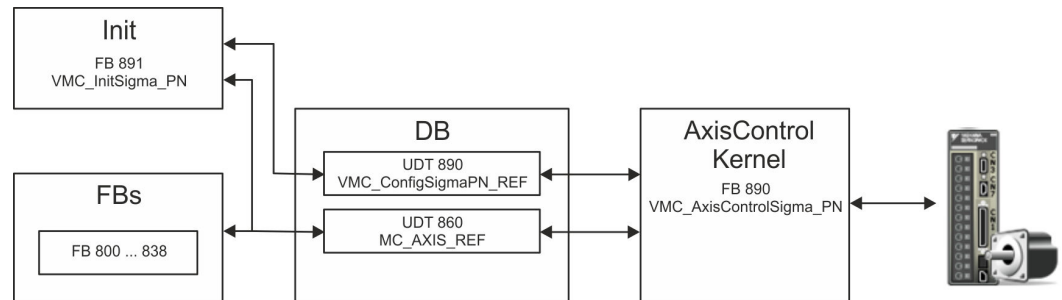 Init
FB 891
VMC_InitSigma_PN
FBs
FB 800 ... 838
DB
UDT 890
VMC_ConfigSigmaPN_REF
UDT 860
MC_AXIS_REF
AxisControl
Kernel
FB 890
VMC_AxisControlSigma_PN